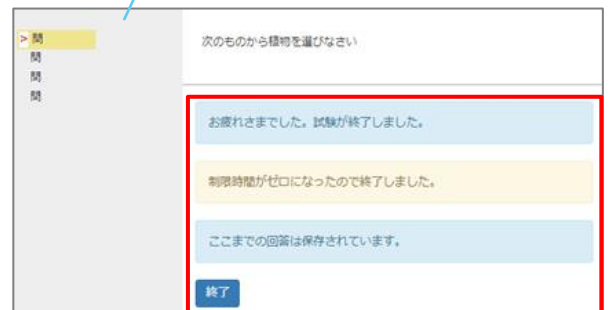 > 問
問
問
問
次のものから植物を選びなさい
お疲れさまでした。試験が終了しました。
制限時間がゼロになったので終了しました。
ここまでの回答は保存されています。
終了